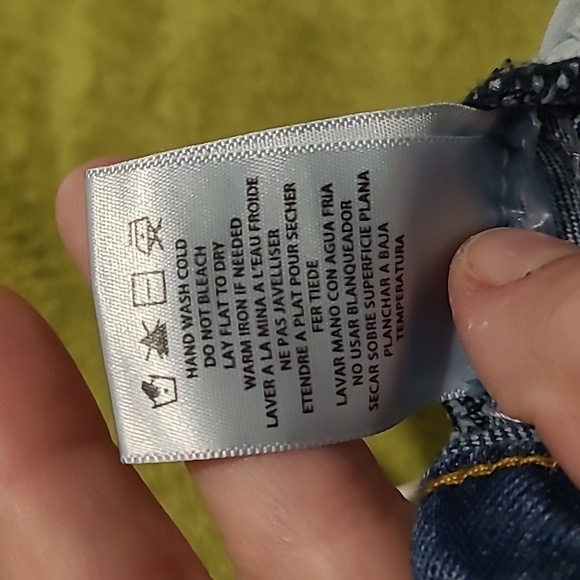 HAND WASH COLD
DO NOT BLEACH
LAY FLAT TO DRY
WARM IRON IF NEEDED
LAVER A LA MINA A L'EAU FROIDE
NE PAS JAVELLISER
ETENDRE A PLAT POUR SECHER
FER TIEDE
LAVAR MANO CON AGUA FRIA
NO USAR BLANQUEADOR
SECAR SOBRE SUPERFICIE PLANA
PLANCHAR A BAJA
TEMPERATURA